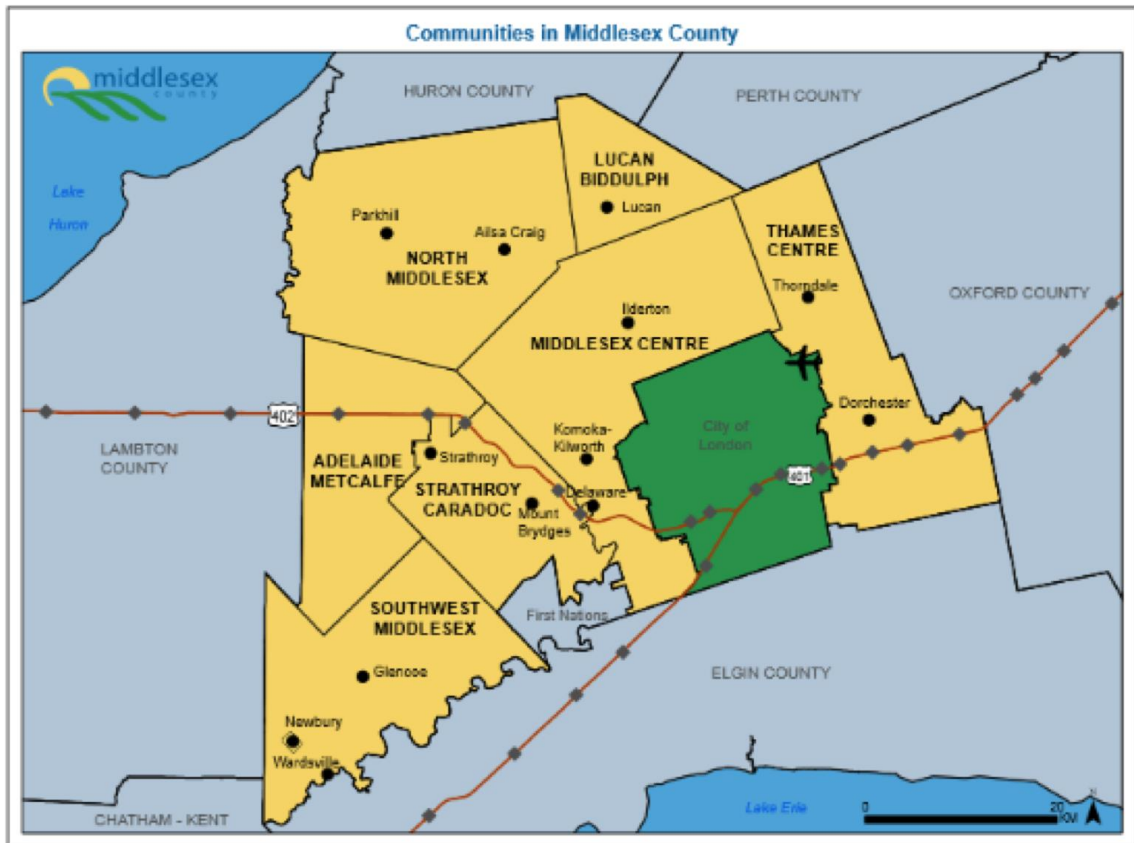 Communities in Middlesex County
middlesex
county
HURON COUNTY
PERTH COUNTY
LUCAN
BIDDULPH
Lucan
Lake
Huron
Parkhill
Ailsa Craig
NORTH
MIDDLESEX
THAMES
CENTRE
Thorndale
OXFORD COUNTY
Ilderton
MIDDLESEX CENTRE
402
Dorchester
LAMBTON
COUNTY
Komoka-
Kilworth
City of
London
ADELAIDE
METCALFE
Strathroy
STRATHROY
CARADOC
401
Delaware
Mount
Brydges
SOUTHWEST
MIDDLESEX
First Nations
Glencoe
ELGIN COUNTY
Newbury
Wardsville
CHATHAM - KENT
Lake Erie
0
20
KM
N